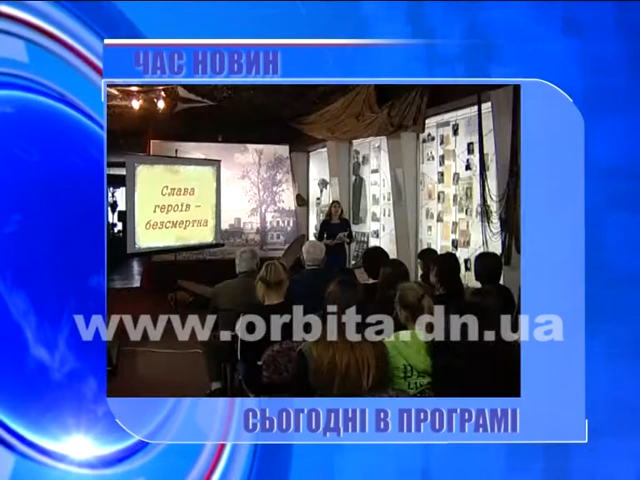 ЧАС НОВИН
Слава
героїв –
безсмертна
www.orbita.dn.ua
СЬОГОДНІ В ПРОГРАМІ